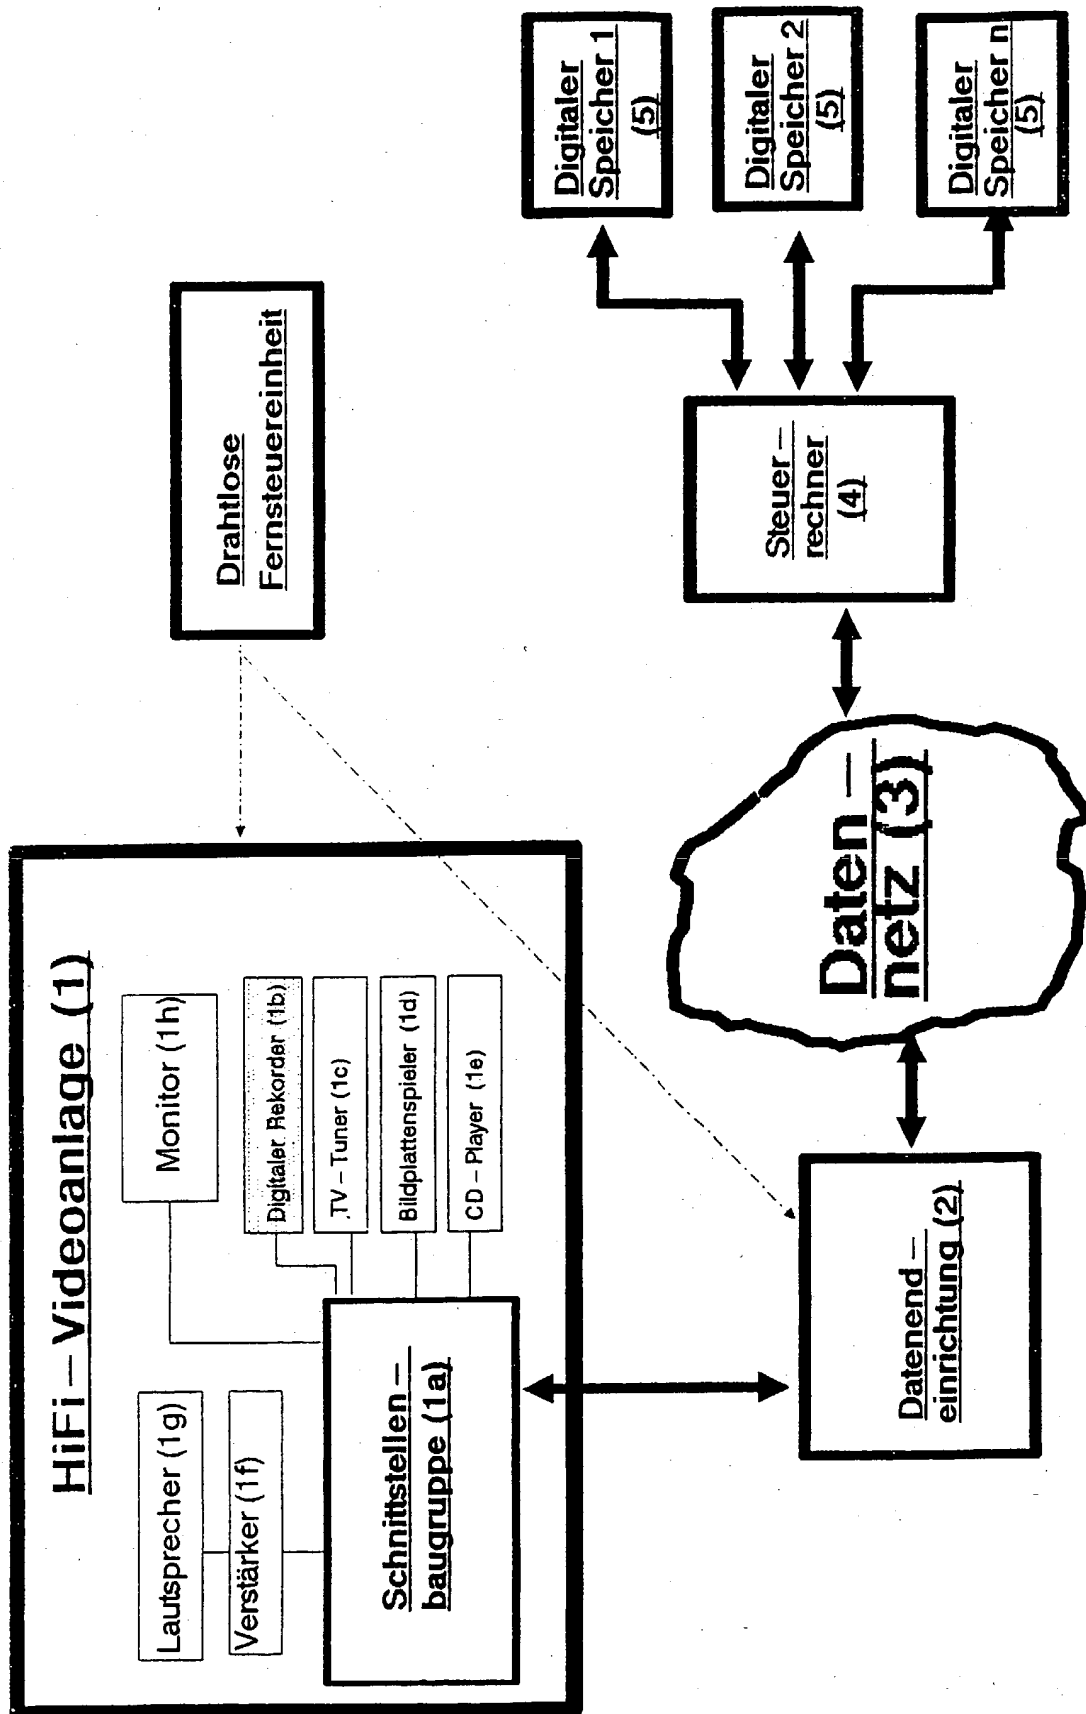 HiFi – Videoanlage (1)
Lautsprecher (1g)
Verstärker (1f)
Monitor (1h)
Digitaler Rekorder (1b)
TV – Tuner (1c)
Bildplattenspieler (1d)
CD – Player (1e)
Schnittstellen –
baugruppe (1a)
Drahtlose
Fernsteuereinheit
Datenend –
einrichtung (2)
Daten –
netz (3)
Steuer –
rechner
(4)
Digitaler
Speicher 1
(5)
Digitaler
Speicher 2
(5)
Digitaler
Speicher n
(5)